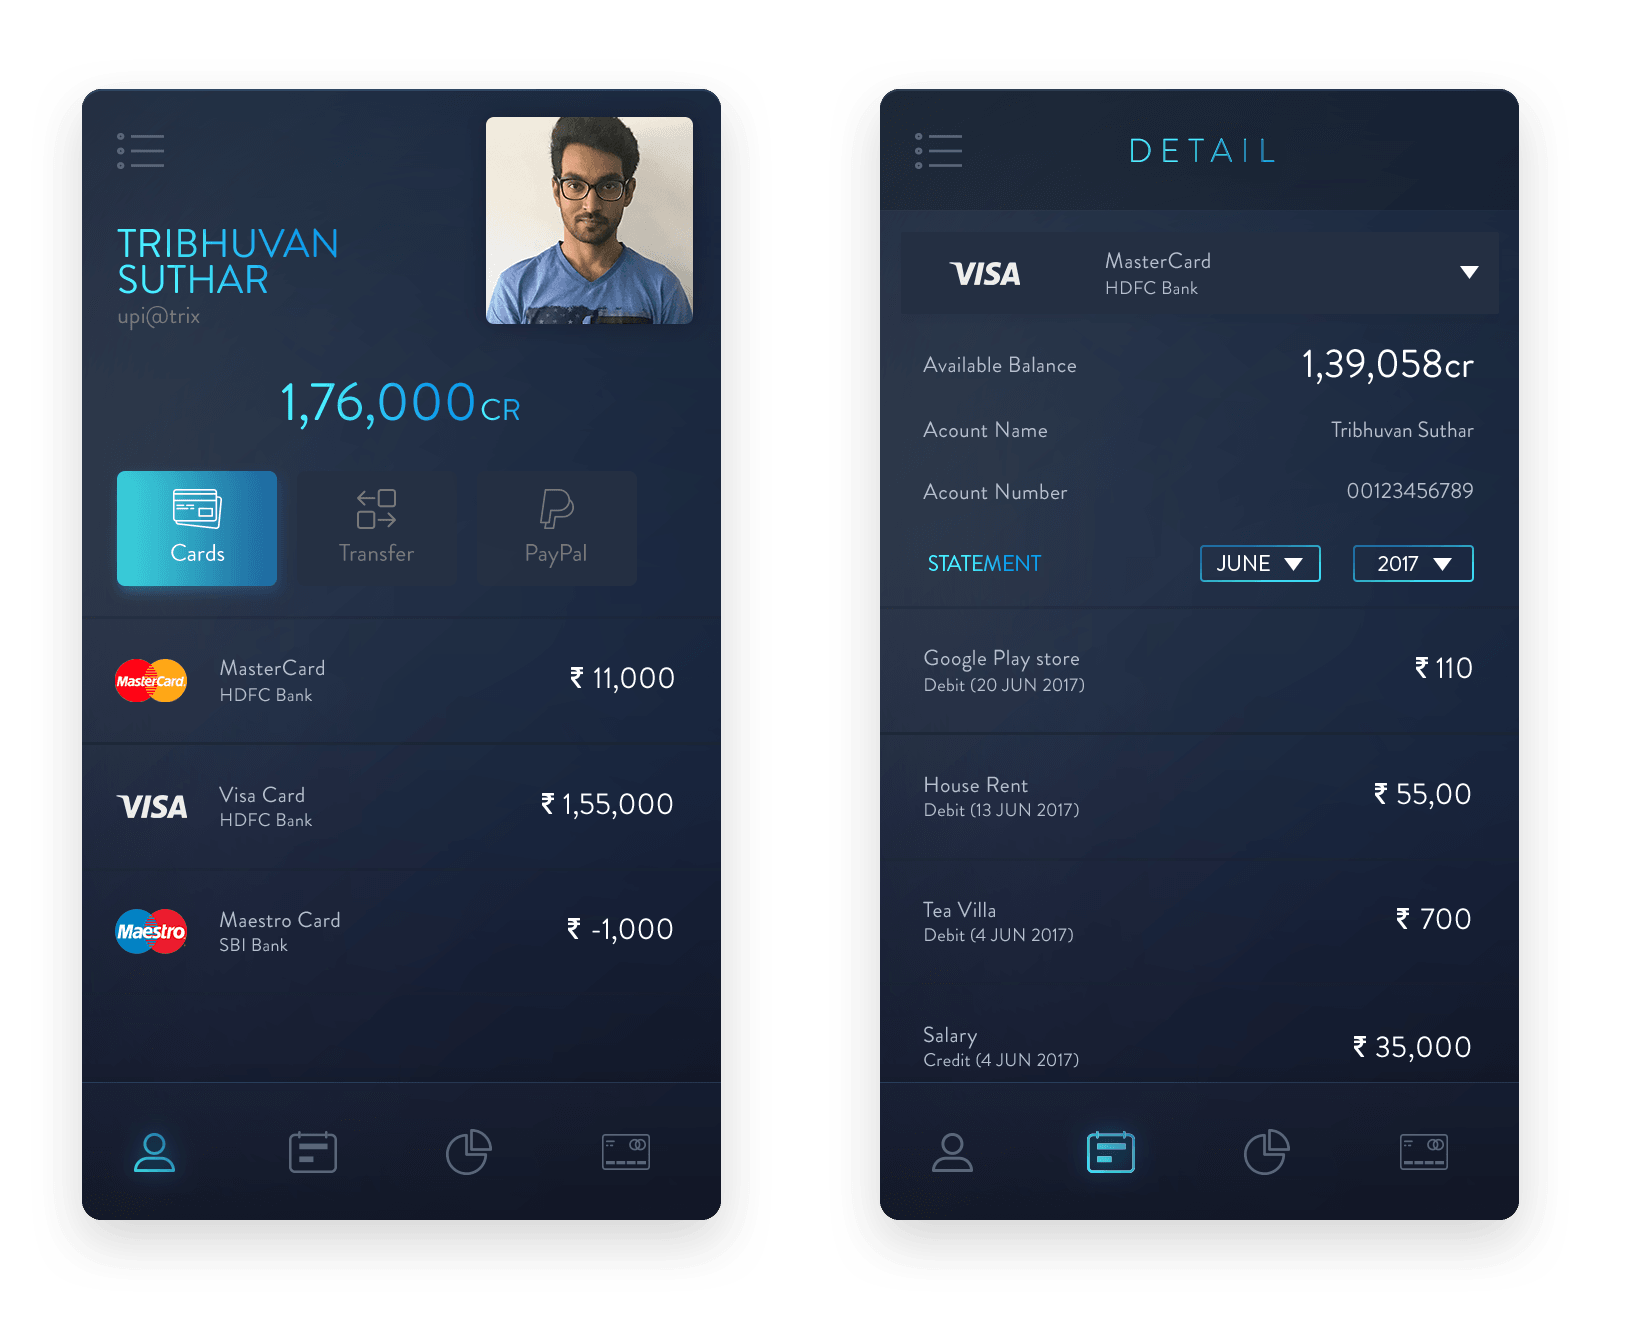 TRIBHUVAN
SUTHAR
upi@trix
1,76,000CR
Cards
Transfer
PayPal
MasterCard
MasterCard
HDFC Bank
₹ 11,000
VISA
Visa Card
HDFC Bank
₹ 1,55,000
Maestro
Maestro Card
SBI Bank
₹ -1,000
DETAIL
VISA
MasterCard
HDFC Bank
Available Balance
1,39,058cr
Acount Name
Tribhuvan Suthar
Acount Number
00123456789
STATEMENT
JUNE
2017
Google Play store
Debit (20 JUN 2017)
₹ 110
House Rent
Debit (13 JUN 2017)
₹ 55,00
Tea Villa
Debit (4 JUN 2017)
₹ 700
Salary
Credit (4 JUN 2017)
₹ 35,000